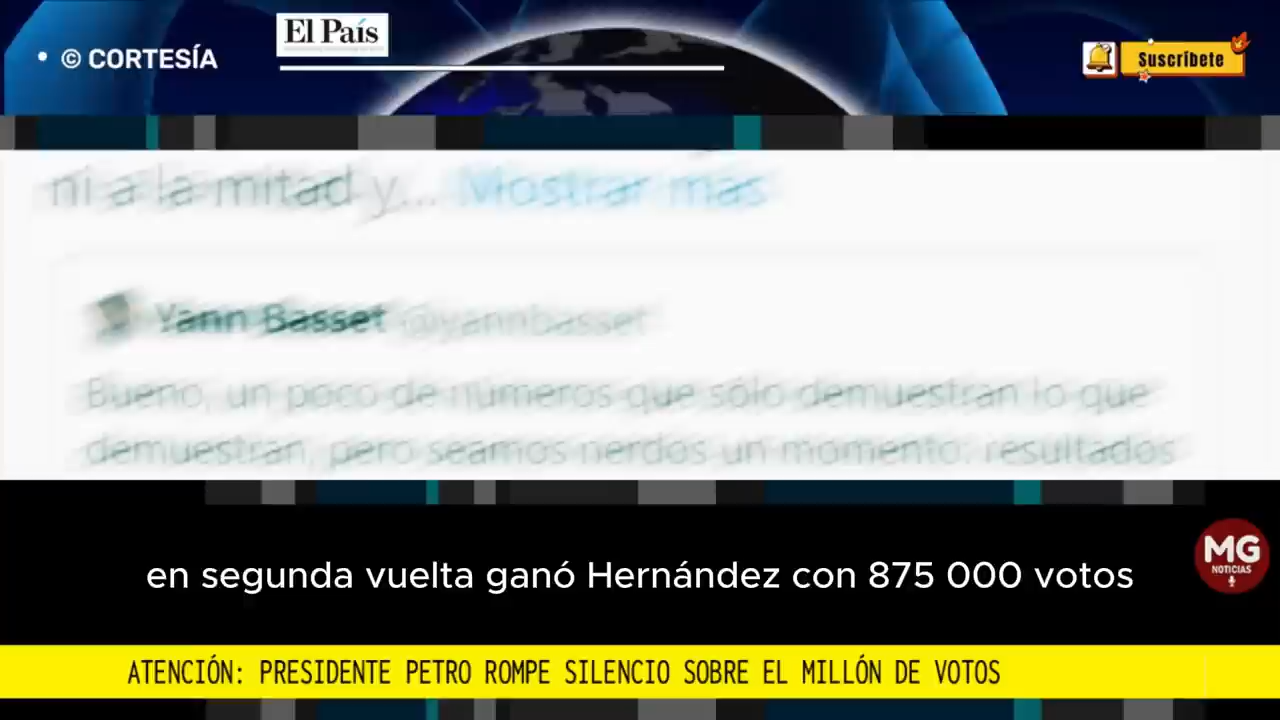 © CORTESÍA
El País
Suscríbete
ni a la mitad y... Mostrar más
Yann Basset @yannbasset
Bueno, un poco de números que sólo demuestran lo que
demuestran, pero seamos nerdos un momento: resultados
en segunda vuelta ganó Hernández con 875 000 votos
MG
NOTICIAS
ATENCIÓN: PRESIDENTE PETRO ROMPE SILENCIO SOBRE EL MILLÓN DE VOTOS